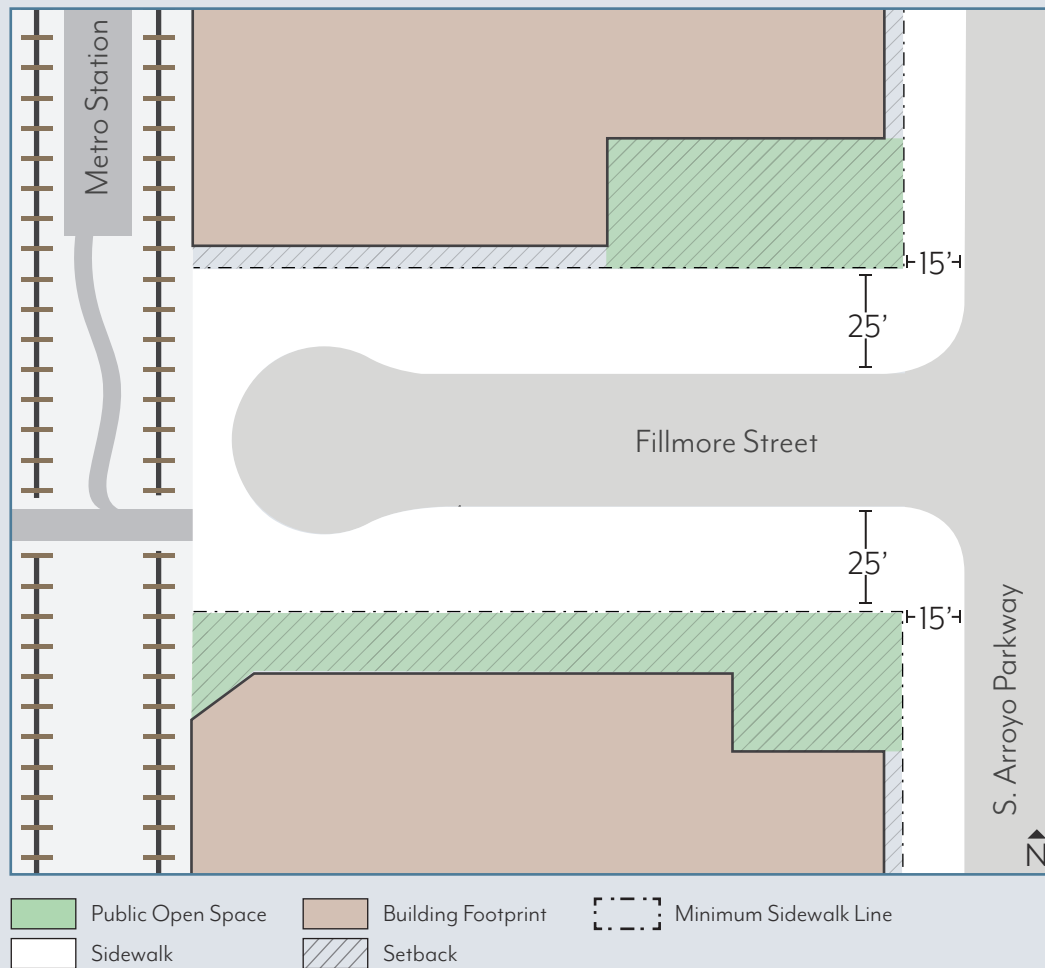 Metro Station
15’
25’
Fillmore Street
25’
15’
S. Arroyo Parkway
N
Public Open Space
Building Footprint
Minimum Sidewalk Line
Sidewalk
Setback